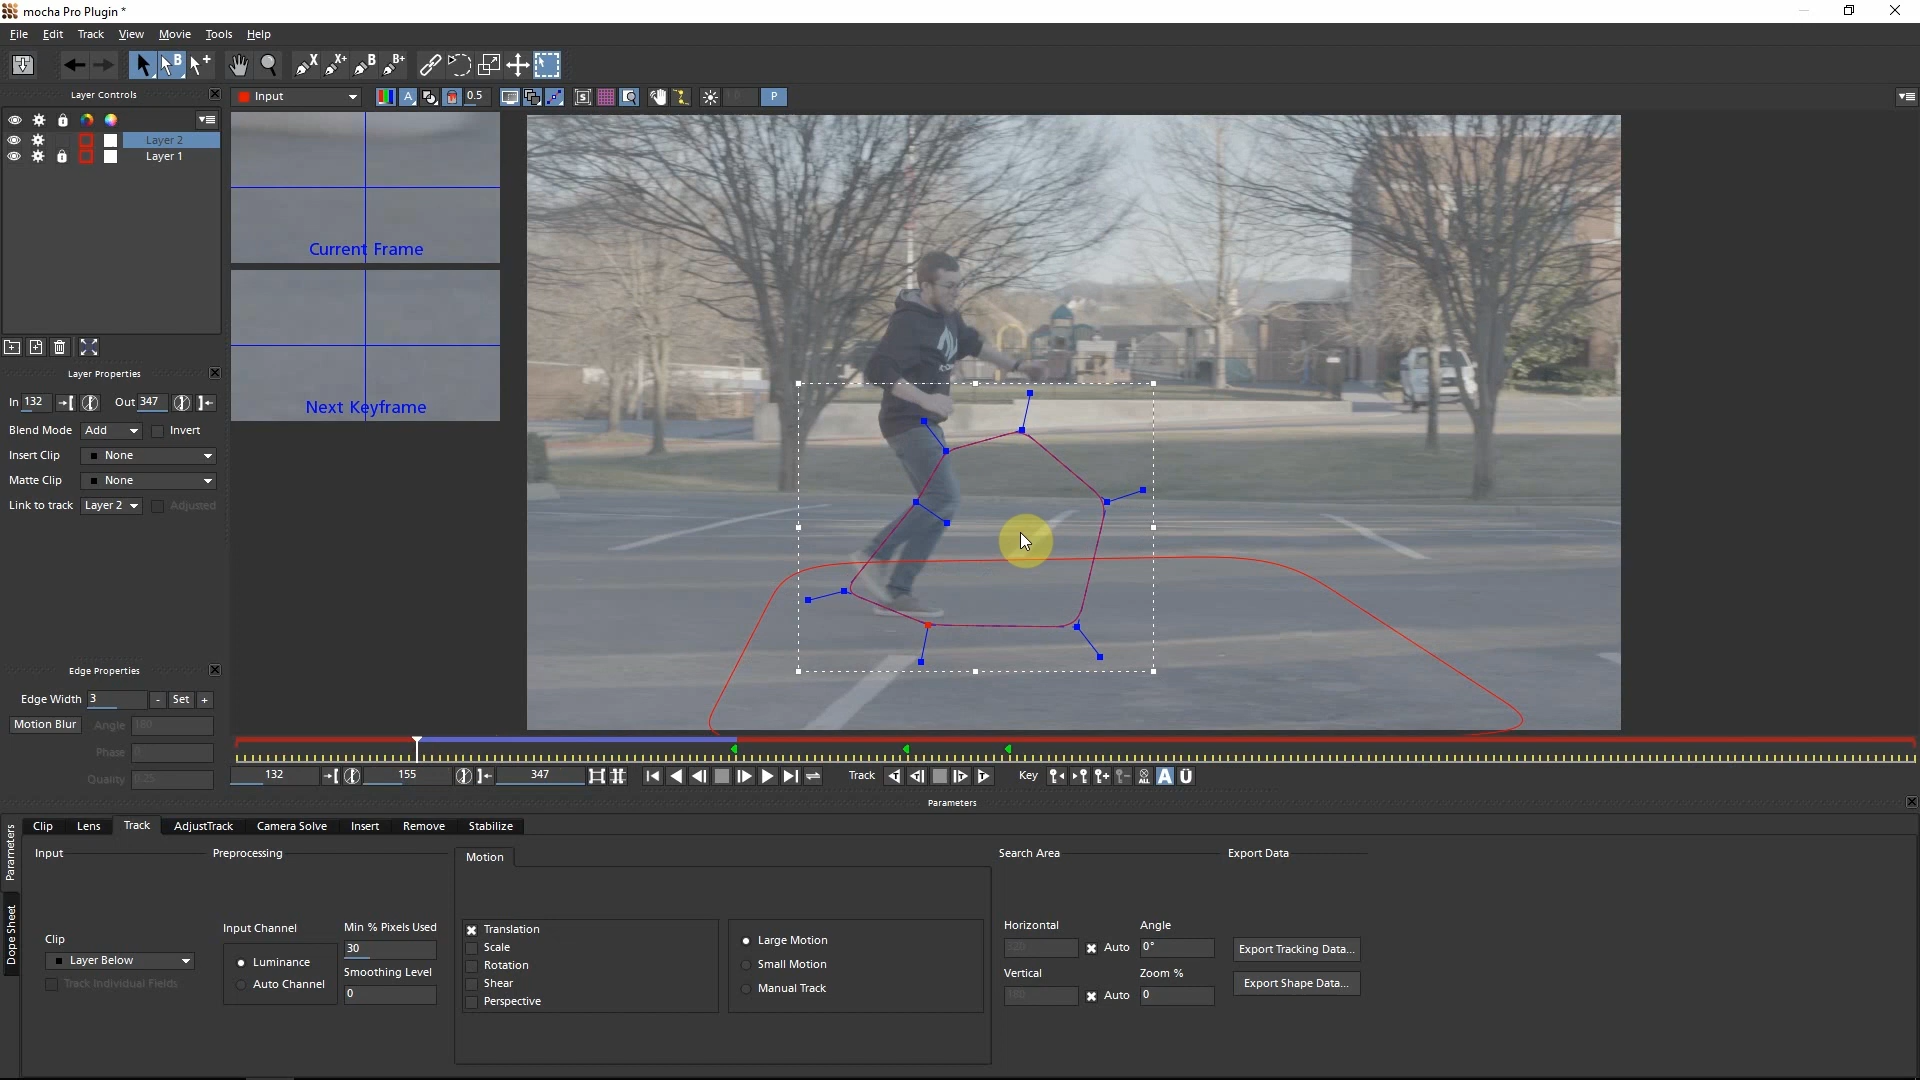 mocha Pro Plugin *
File Edit Track View Movie Tools Help
Layer Controls
Input
0.5
P
Layer 2
Layer 1
Current Frame
Next Keyframe
Layer Properties
In 132 Out 347
Blend Mode Add Invert
Insert Clip None
Matte Clip None
Link to track Layer 2 Adjusted
Edge Properties
Edge Width 3 - Set +
Motion Blur Angle 180
Phase 0
Quality 0.25
132 155 347 Track Key
Parameters
Parameters
Dope Sheet
Clip Lens Track AdjustTrack Camera Solve Insert Remove Stabilize
Input Preprocessing Motion Search Area Export Data
Clip
Layer Below
Track Individual Fields
Input Channel
Luminance
Auto Channel
Min % Pixels Used
30
Smoothing Level
0
Translation
Scale
Rotation
Shear
Perspective
Large Motion
Small Motion
Manual Track
Horizontal Angle
320 Auto 0°
Vertical Zoom %
180 Auto 0
Export Tracking Data...
Export Shape Data...